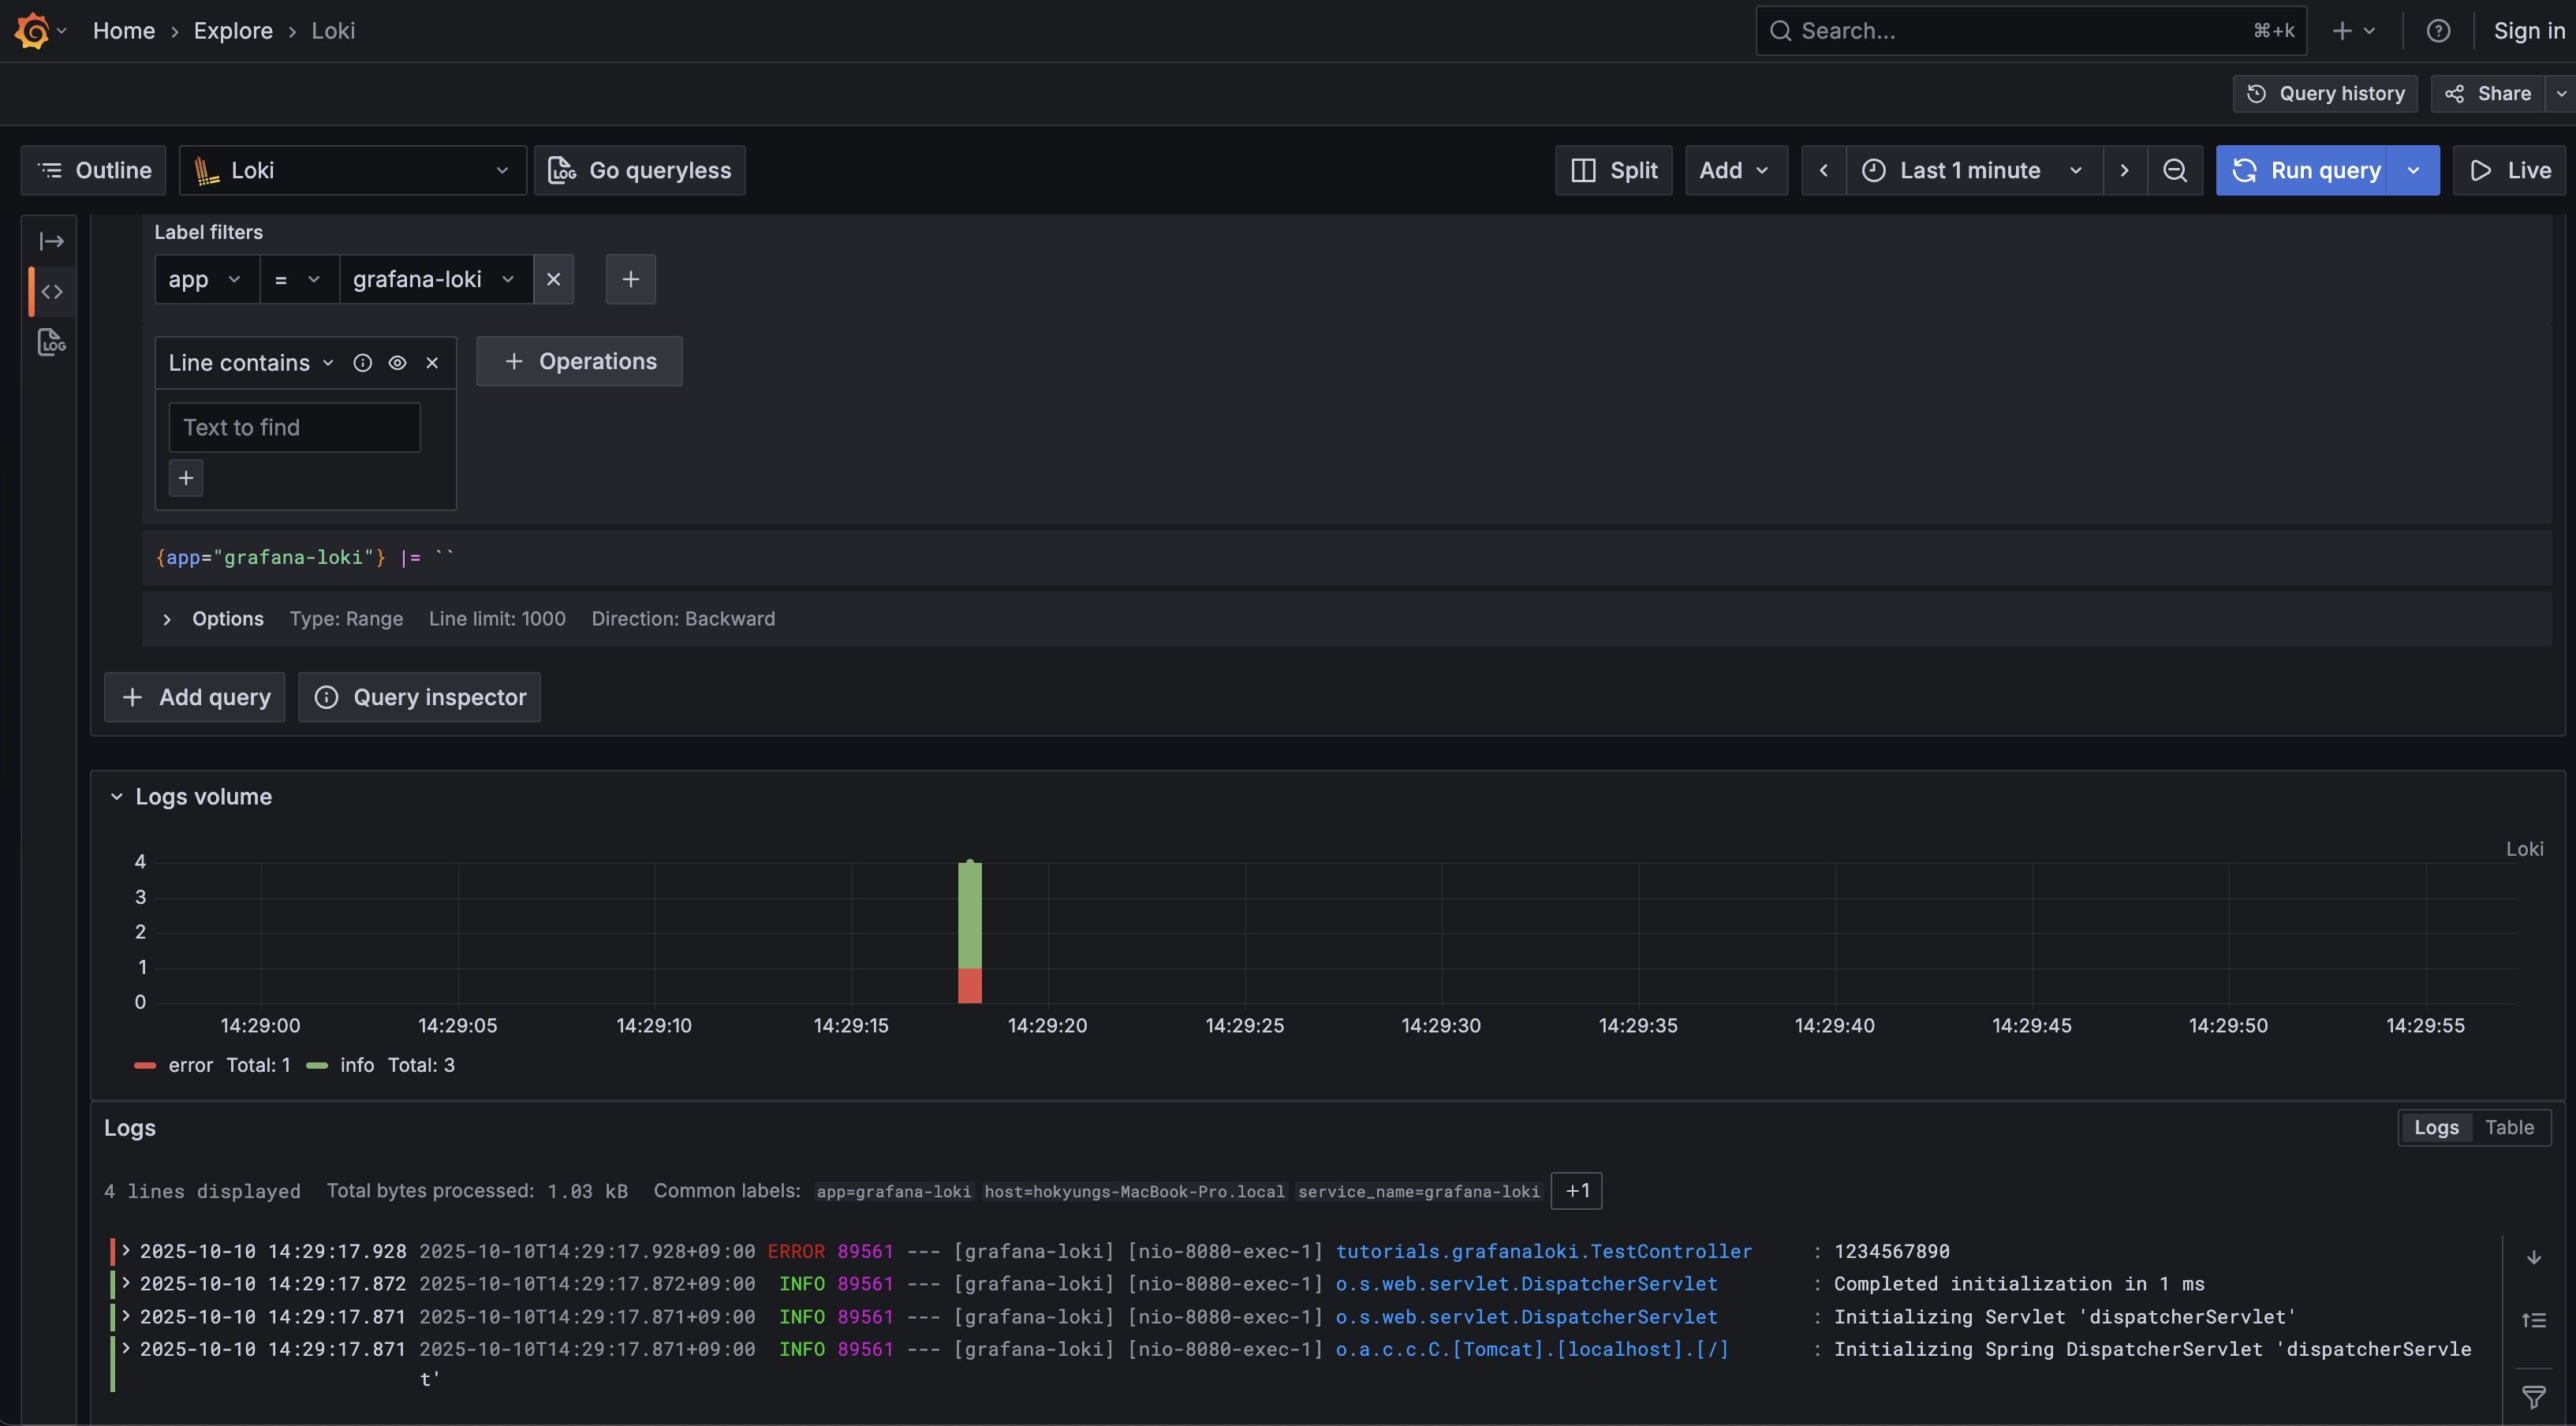 Home › Explore › Loki Search... ⌘+k Sign in
Query history Share
Outline Loki LOG Go queryless Split Add Last 1 minute Run query Live
Label filters
app = grafana-loki
LOG
Line contains + Operations
Text to find
{app="grafana-loki"} |= ``
Options Type: Range Line limit: 1000 Direction: Backward
+ Add query Query inspector
Logs volume
Loki
4
3
2
1
0
14:29:00 14:29:05 14:29:10 14:29:15 14:29:20 14:29:25 14:29:30 14:29:35 14:29:40 14:29:45 14:29:50 14:29:55
error Total: 1 info Total: 3
Logs Logs Table
4 lines displayed Total bytes processed: 1.03 kB Common labels: app=grafana-loki host=hokyungs-MacBook-Pro.local service_name=grafana-loki +1
2025-10-10 14:29:17.928 2025-10-10T14:29:17.928+09:00 ERROR 89561 --- [grafana-loki] [nio-8080-exec-1] tutorials.grafanaloki.TestController : 1234567890
2025-10-10 14:29:17.872 2025-10-10T14:29:17.872+09:00 INFO 89561 --- [grafana-loki] [nio-8080-exec-1] o.s.web.servlet.DispatcherServlet : Completed initialization in 1 ms
2025-10-10 14:29:17.871 2025-10-10T14:29:17.871+09:00 INFO 89561 --- [grafana-loki] [nio-8080-exec-1] o.s.web.servlet.DispatcherServlet : Initializing Servlet 'dispatcherServlet'
2025-10-10 14:29:17.871 2025-10-10T14:29:17.871+09:00 INFO 89561 --- [grafana-loki] [nio-8080-exec-1] o.a.c.c.C.[Tomcat].[localhost].[/] : Initializing Spring DispatcherServlet 'dispatcherServle
t'